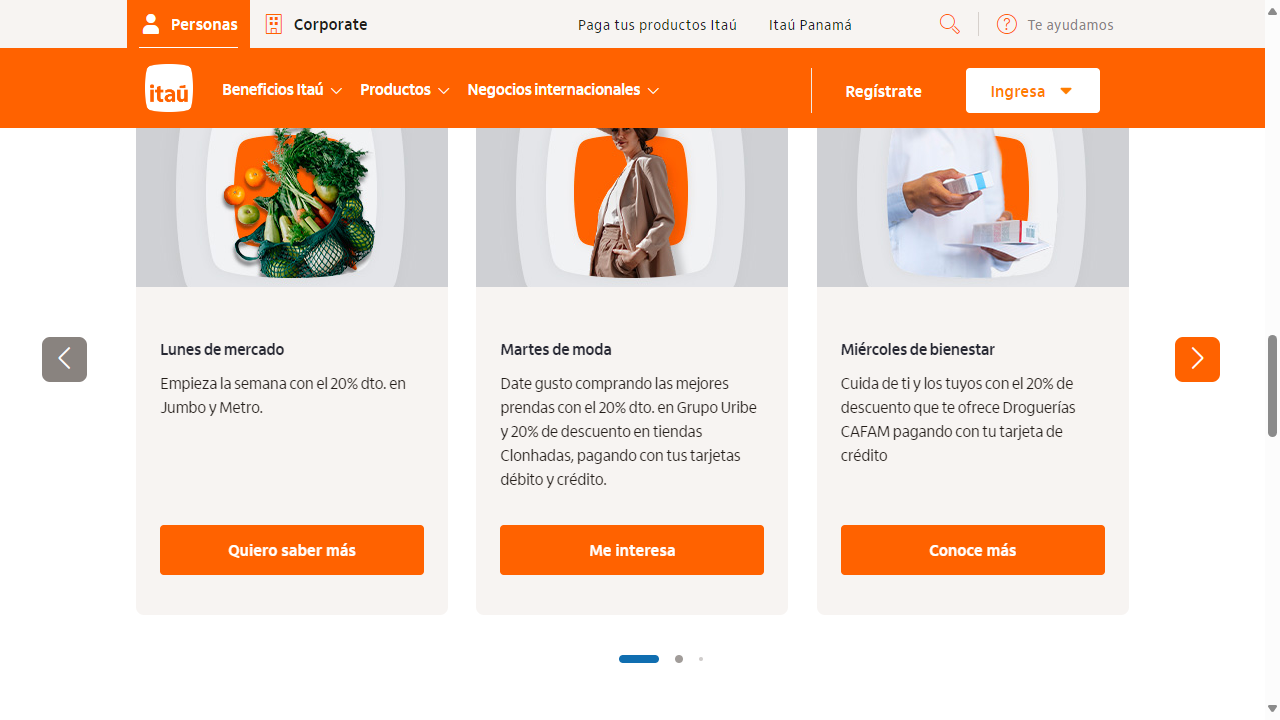 Personas
Corporate
Paga tus productos Itaú
Itaú Panamá
Te ayudamos
itaú
Beneficios Itaú
Productos
Negocios internacionales
Regístrate
Ingresa
Lunes de mercado
Empieza la semana con el 20% dto. en
Jumbo y Metro.
Quiero saber más
Martes de moda
Date gusto comprando las mejores
prendas con el 20% dto. en Grupo Uribe
y 20% de descuento en tiendas
Clonhadas, pagando con tus tarjetas
débito y crédito.
Me interesa
Miércoles de bienestar
Cuida de ti y los tuyos con el 20% de
descuento que te ofrece Droguerías
CAFAM pagando con tu tarjeta de
crédito
Conoce más